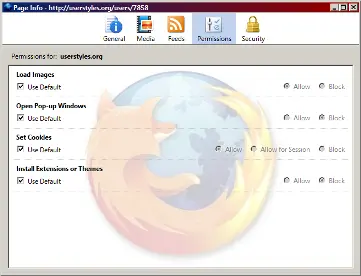 Page Info - http://userstyles.org/users/7858
General Media Feeds Permissions Security
Permissions for: userstyles.org
Load Images
Use Default Allow Block
Open Pop-up Windows
Use Default Allow Block
Set Cookies
Use Default Allow Allow for Session Block
Install Extensions or Themes
Use Default Allow Block